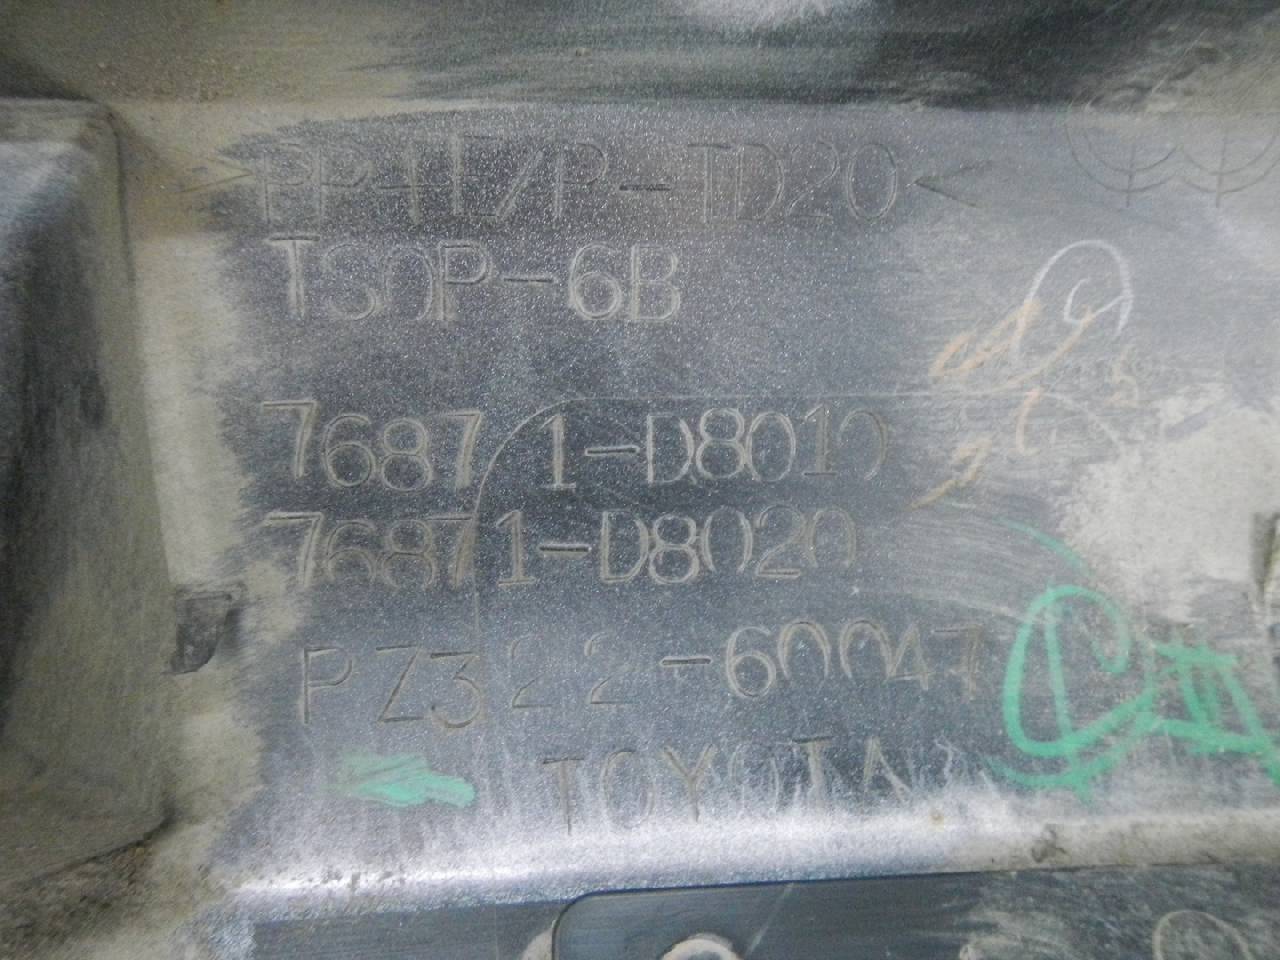 >PP+E/P-TD20<
TSOP-6B
76871-D8010
76871-D8020
PZ322-60047
TOYOTA